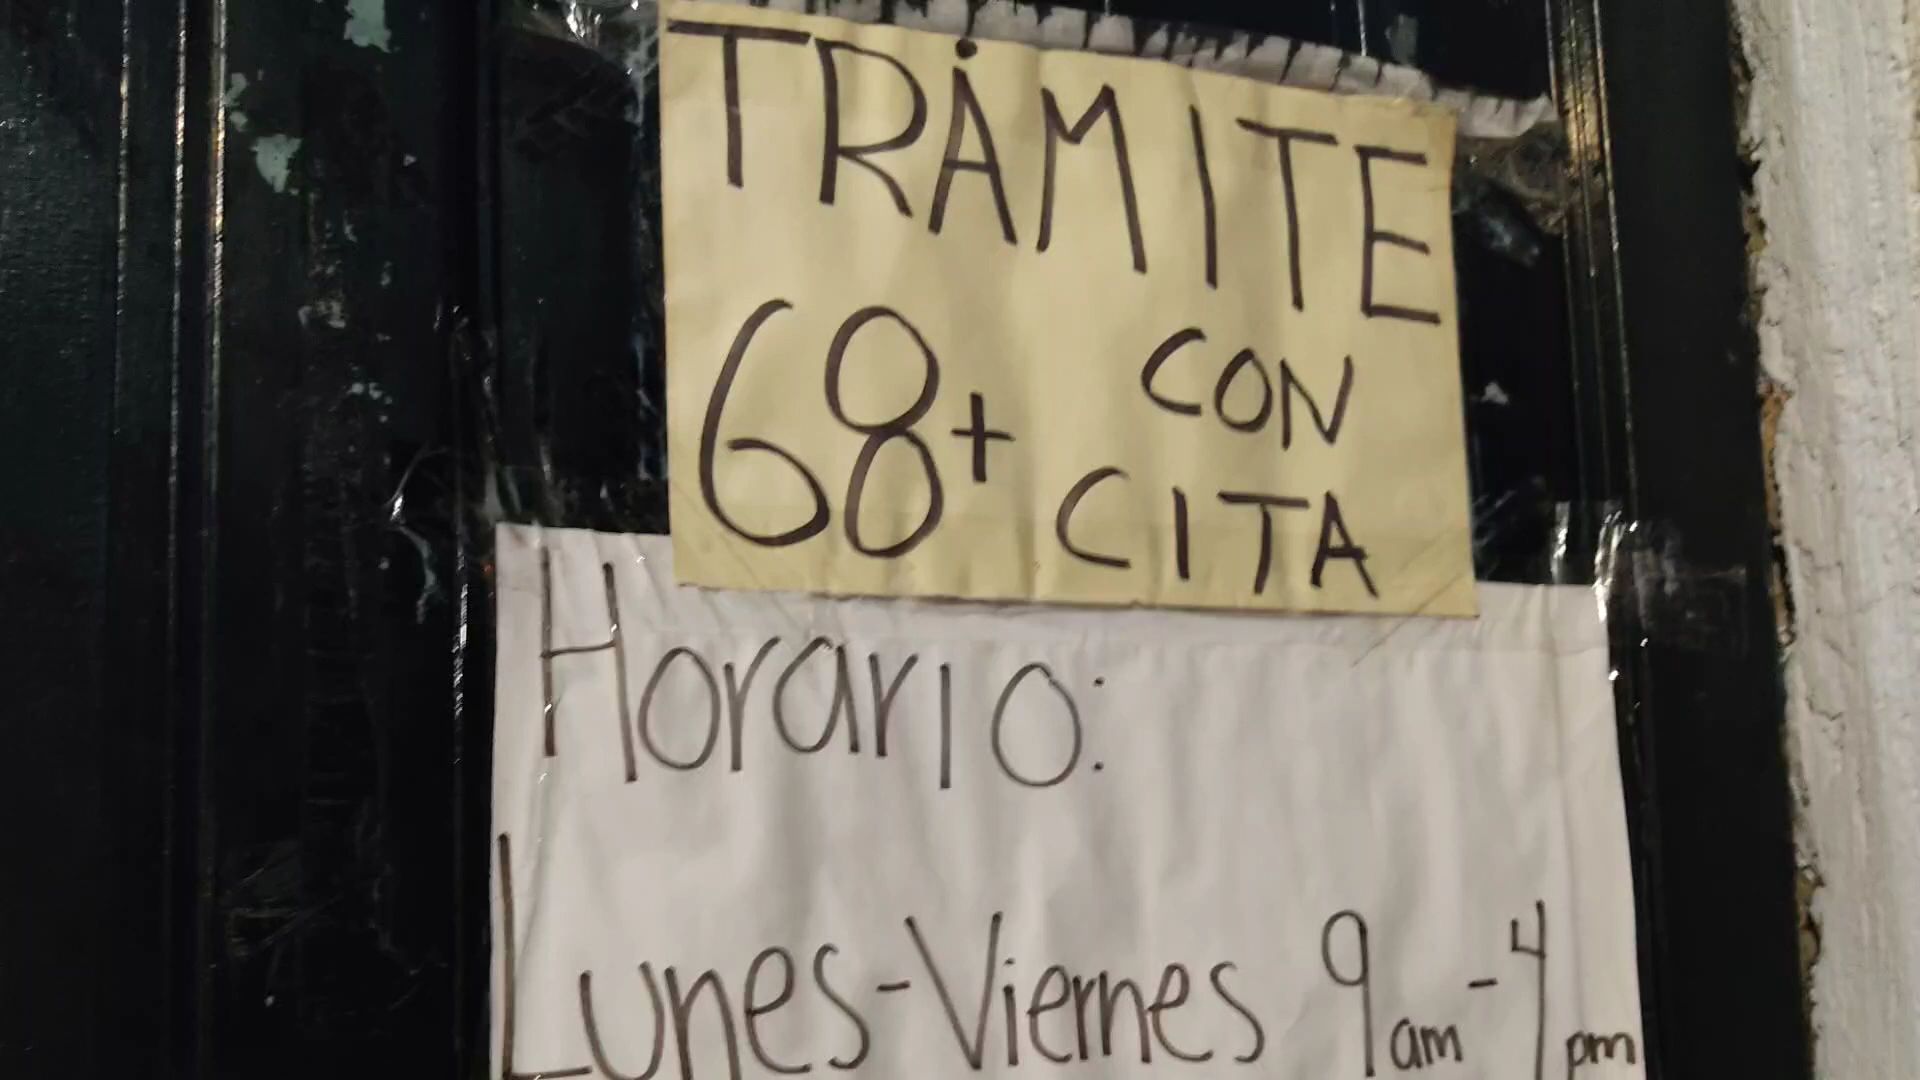 TRÁMITE
68+ CON
CITA
Horario:
Lunes-Viernes 9am-4pm